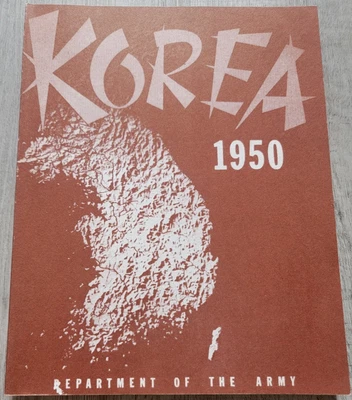 KOREA
1950
DEPARTMENT OF THE ARMY